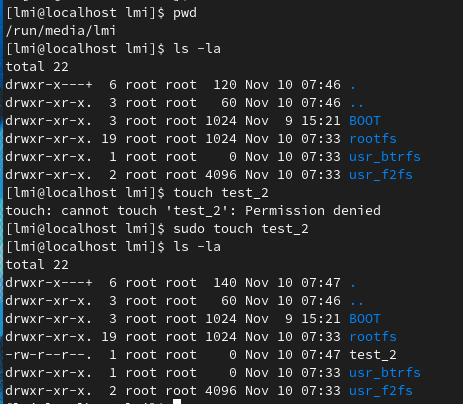 [lmi@localhost lmi]$ pwd
/run/media/lmi
[lmi@localhost lmi]$ ls -la
total 22
drwxr-x---+  6 root root  120 Nov 10 07:46 .
drwxr-xr-x.  3 root root   60 Nov 10 07:46 ..
drwxr-xr-x.  3 root root 1024 Nov  9 15:21 BOOT
drwxr-xr-x. 19 root root 1024 Nov 10 07:33 rootfs
drwxr-xr-x.  1 root root    0 Nov 10 07:33 usr_btrfs
drwxr-xr-x.  2 root root 4096 Nov 10 07:33 usr_f2fs
[lmi@localhost lmi]$ touch test_2
touch: cannot touch 'test_2': Permission denied
[lmi@localhost lmi]$ sudo touch test_2
[lmi@localhost lmi]$ ls -la
total 22
drwxr-x---+  6 root root  140 Nov 10 07:47 .
drwxr-xr-x.  3 root root   60 Nov 10 07:46 ..
drwxr-xr-x.  3 root root 1024 Nov  9 15:21 BOOT
drwxr-xr-x. 19 root root 1024 Nov 10 07:33 rootfs
-rw-r--r--.  1 root root    0 Nov 10 07:47 test_2
drwxr-xr-x.  1 root root    0 Nov 10 07:33 usr_btrfs
drwxr-xr-x.  2 root root 4096 Nov 10 07:33 usr_f2fs